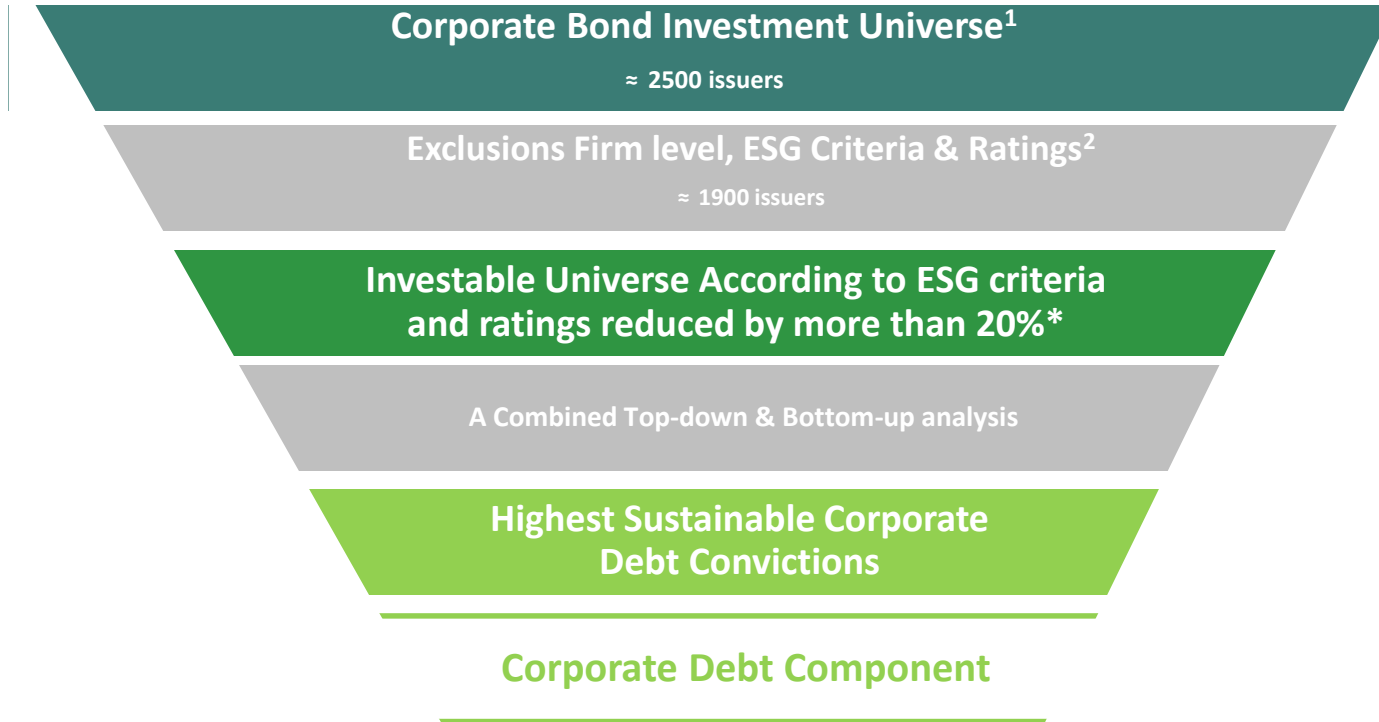 Corporate Bond Investment Universe¹
≈ 2500 issuers
Exclusions Firm level, ESG Criteria & Ratings²
≈ 1900 issuers
Investable Universe According to ESG criteria
and ratings reduced by more than 20%*
A Combined Top-down & Bottom-up analysis
Highest Sustainable Corporate
Debt Convictions
Corporate Debt Component